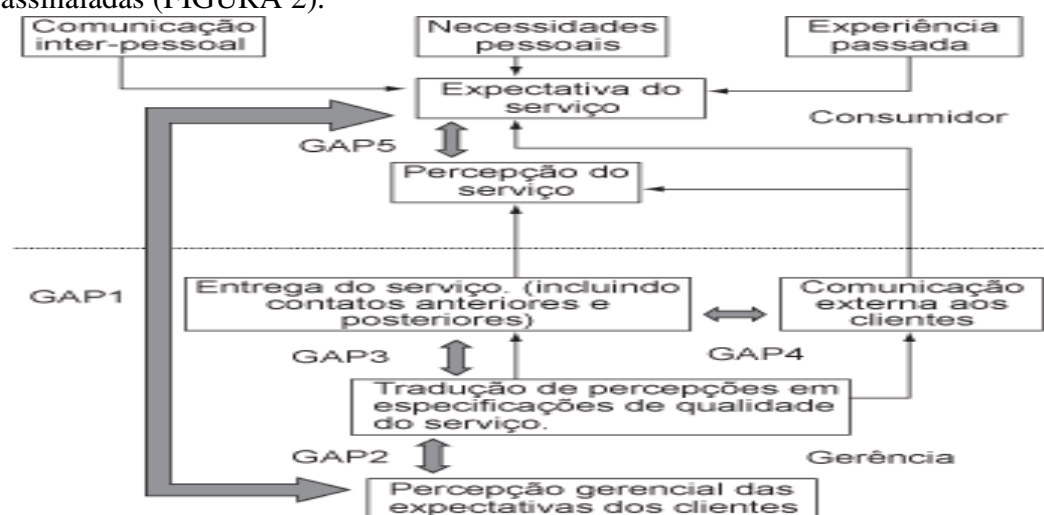 assinaladas (FIGURA 2).
Comunicação
inter-pessoal
Necessidades
pessoais
Experiência
passada
Expectativa do
serviço
Consumidor
GAP5
Percepção do
serviço
GAP1
Entrega do serviço. (incluindo
contatos anteriores e
posteriores)
Comunicação
externa aos
clientes
GAP3
GAP4
Tradução de percepções em
especificações de qualidade
do serviço.
GAP2
Gerência
Percepção gerencial das
expectativas dos clientes